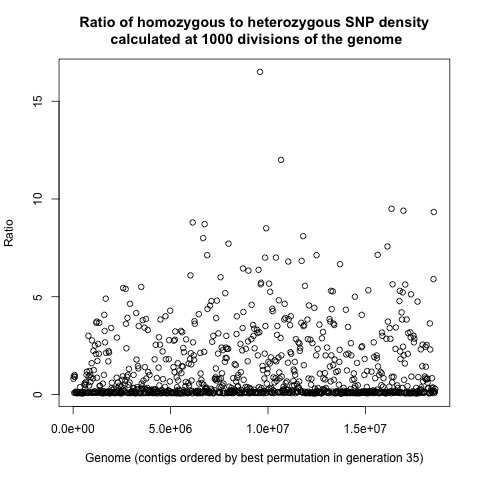 Ratio of homozygous to heterozygous SNP density
calculated at 1000 divisions of the genome
Ratio
15
10
5
0
0.0e+00 5.0e+06 1.0e+07 1.5e+07
Genome (contigs ordered by best permutation in generation 35)